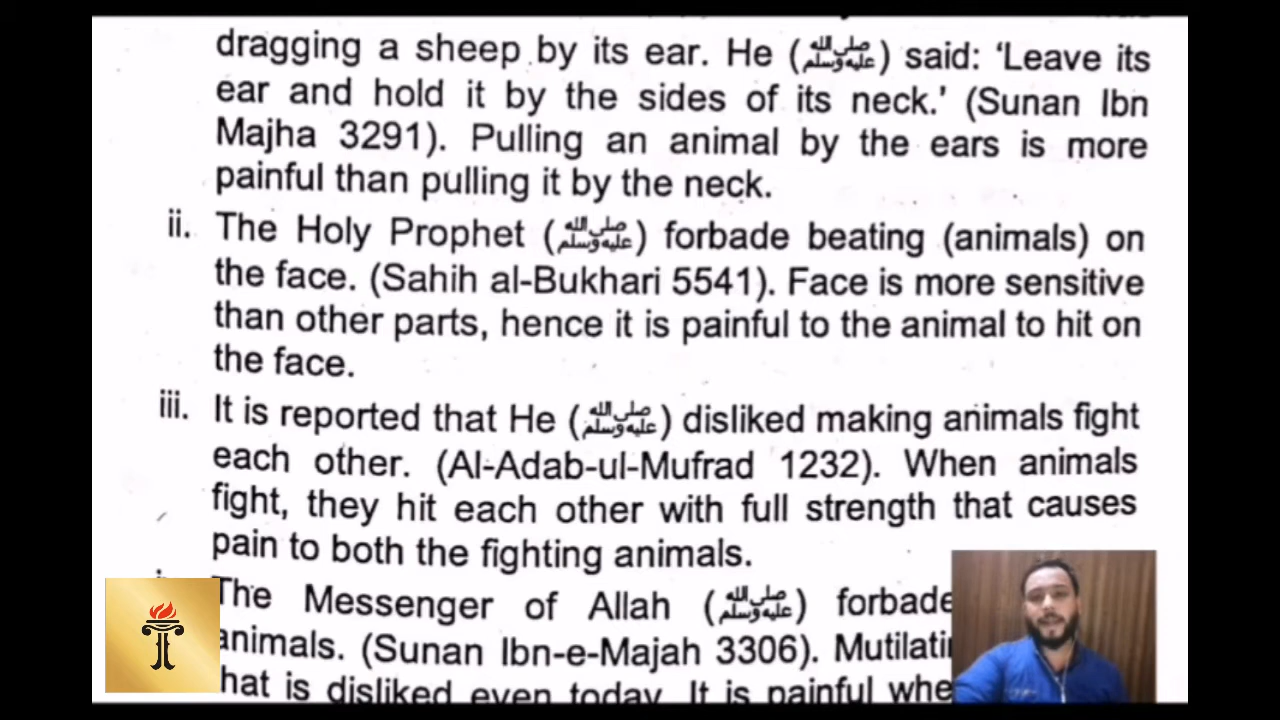 dragging a sheep by its ear. He (ﷺ) said: ‘Leave its
ear and hold it by the sides of its neck.’ (Sunan Ibn
Majha 3291). Pulling an animal by the ears is more
painful than pulling it by the neck.
ii. The Holy Prophet (ﷺ) forbade beating (animals) on
the face. (Sahih al-Bukhari 5541). Face is more sensitive
than other parts, hence it is painful to the animal to hit on
the face.
iii. It is reported that He (ﷺ) disliked making animals fight
each other. (Al-Adab-ul-Mufrad 1232). When animals
fight, they hit each other with full strength that causes
pain to both the fighting animals.
The Messenger of Allah (ﷺ) forbade
animals. (Sunan Ibn-e-Majah 3306).
that is disliked even today. It is painful